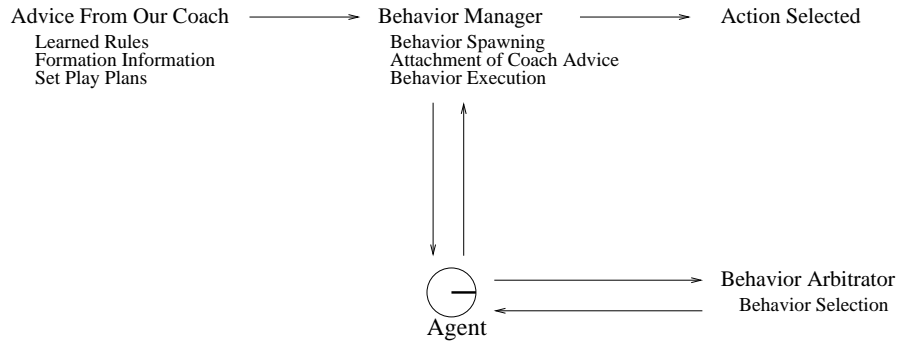 Advice From Our Coach
Learned Rules
Formation Information
Set Play Plans
Behavior Manager
Behavior Spawning
Attachment of Coach Advice
Behavior Execution
Action Selected
Agent
Behavior Arbitrator
Behavior Selection